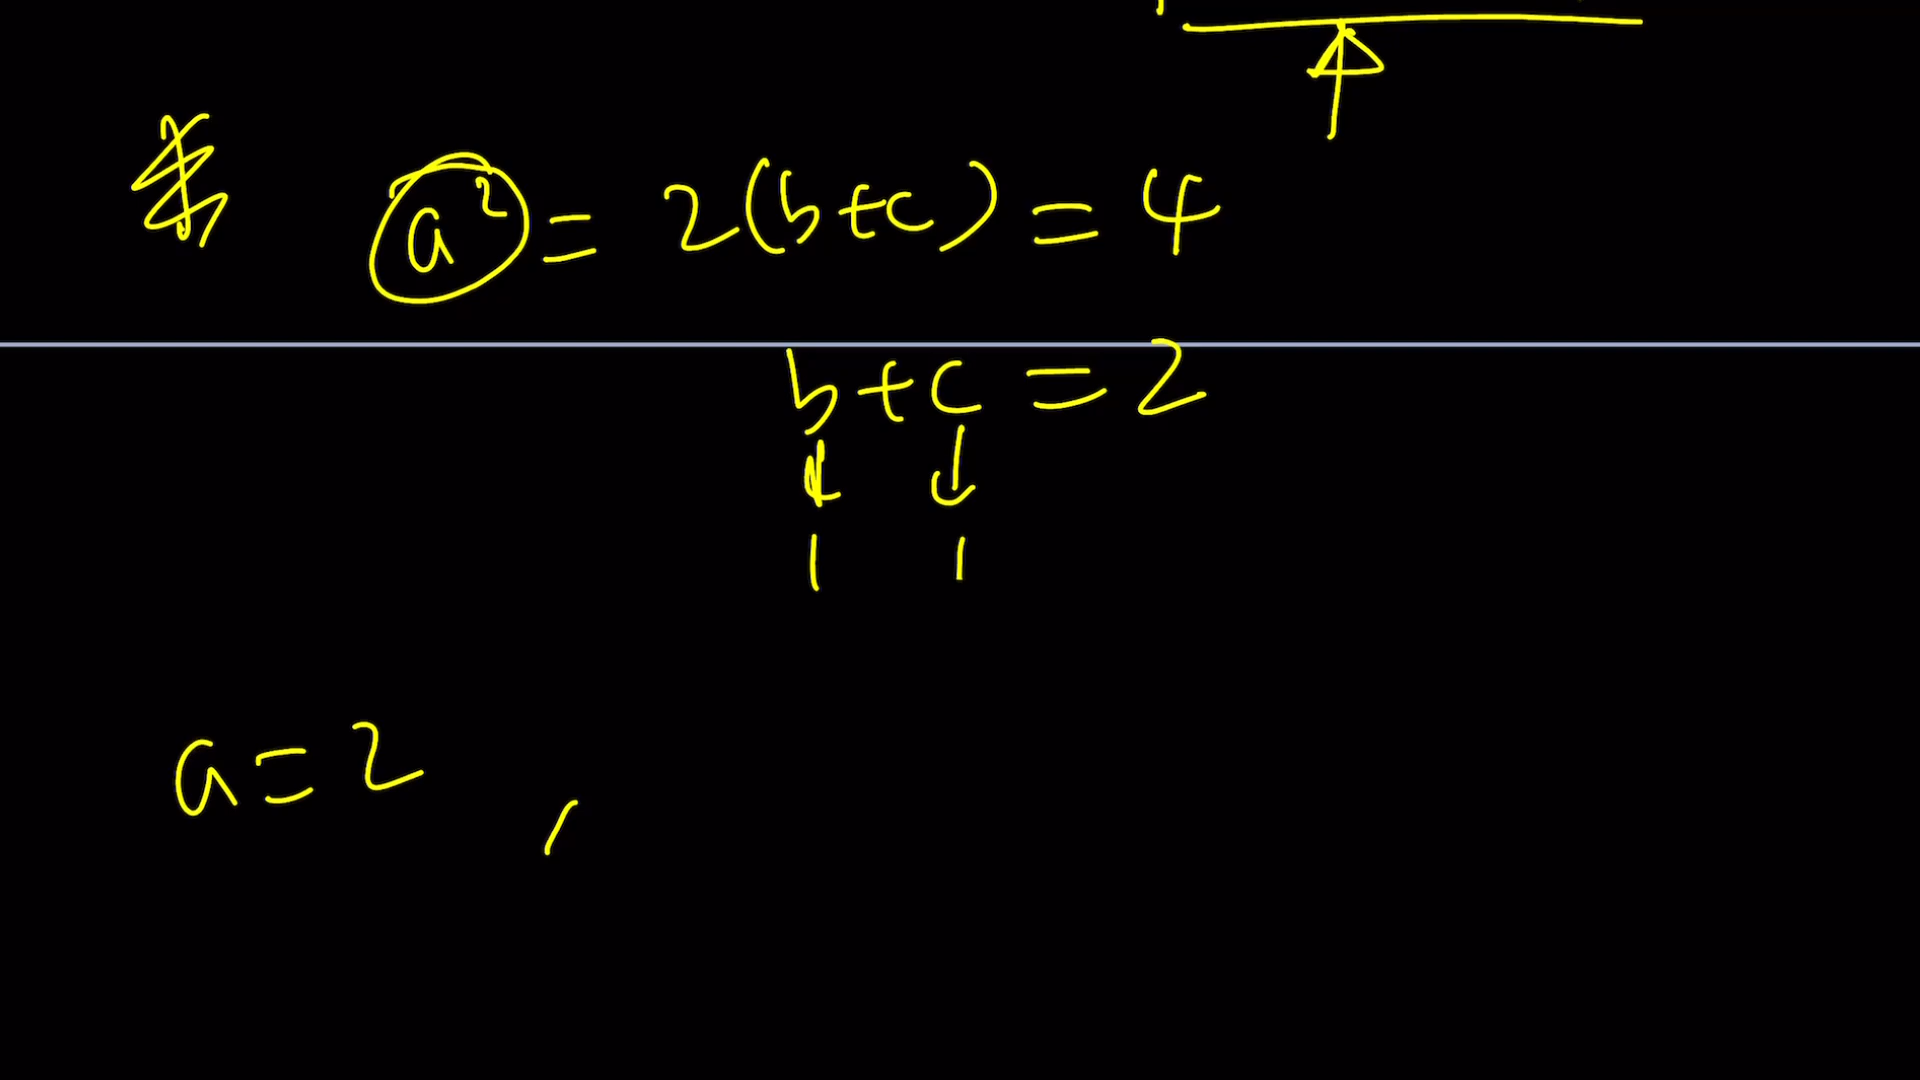 a² = 2(b+c) = 4
b+c = 2
↓ ↓
1 1
a = 2 ,